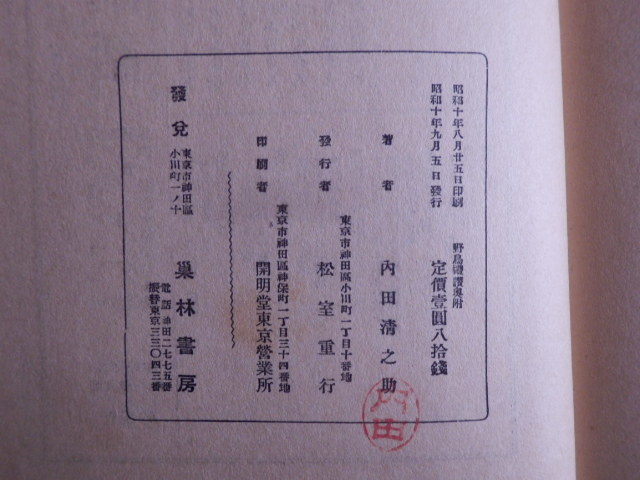 昭和十年八月廿五日印刷
昭和十年九月五日發行
野鳥禮讃奥附
定價壹圓八拾錢
著者 內田清之助
內田
東京市神田區小川町一丁目十番地
發行者 松室重行
東京市神田區神保町一丁目三十四番地
印刷者 開明堂東京營業所
發兌
東京市神田區
小川町一ノ十
巢林書房
電話神田二七七五番
振替東京三三〇四三番